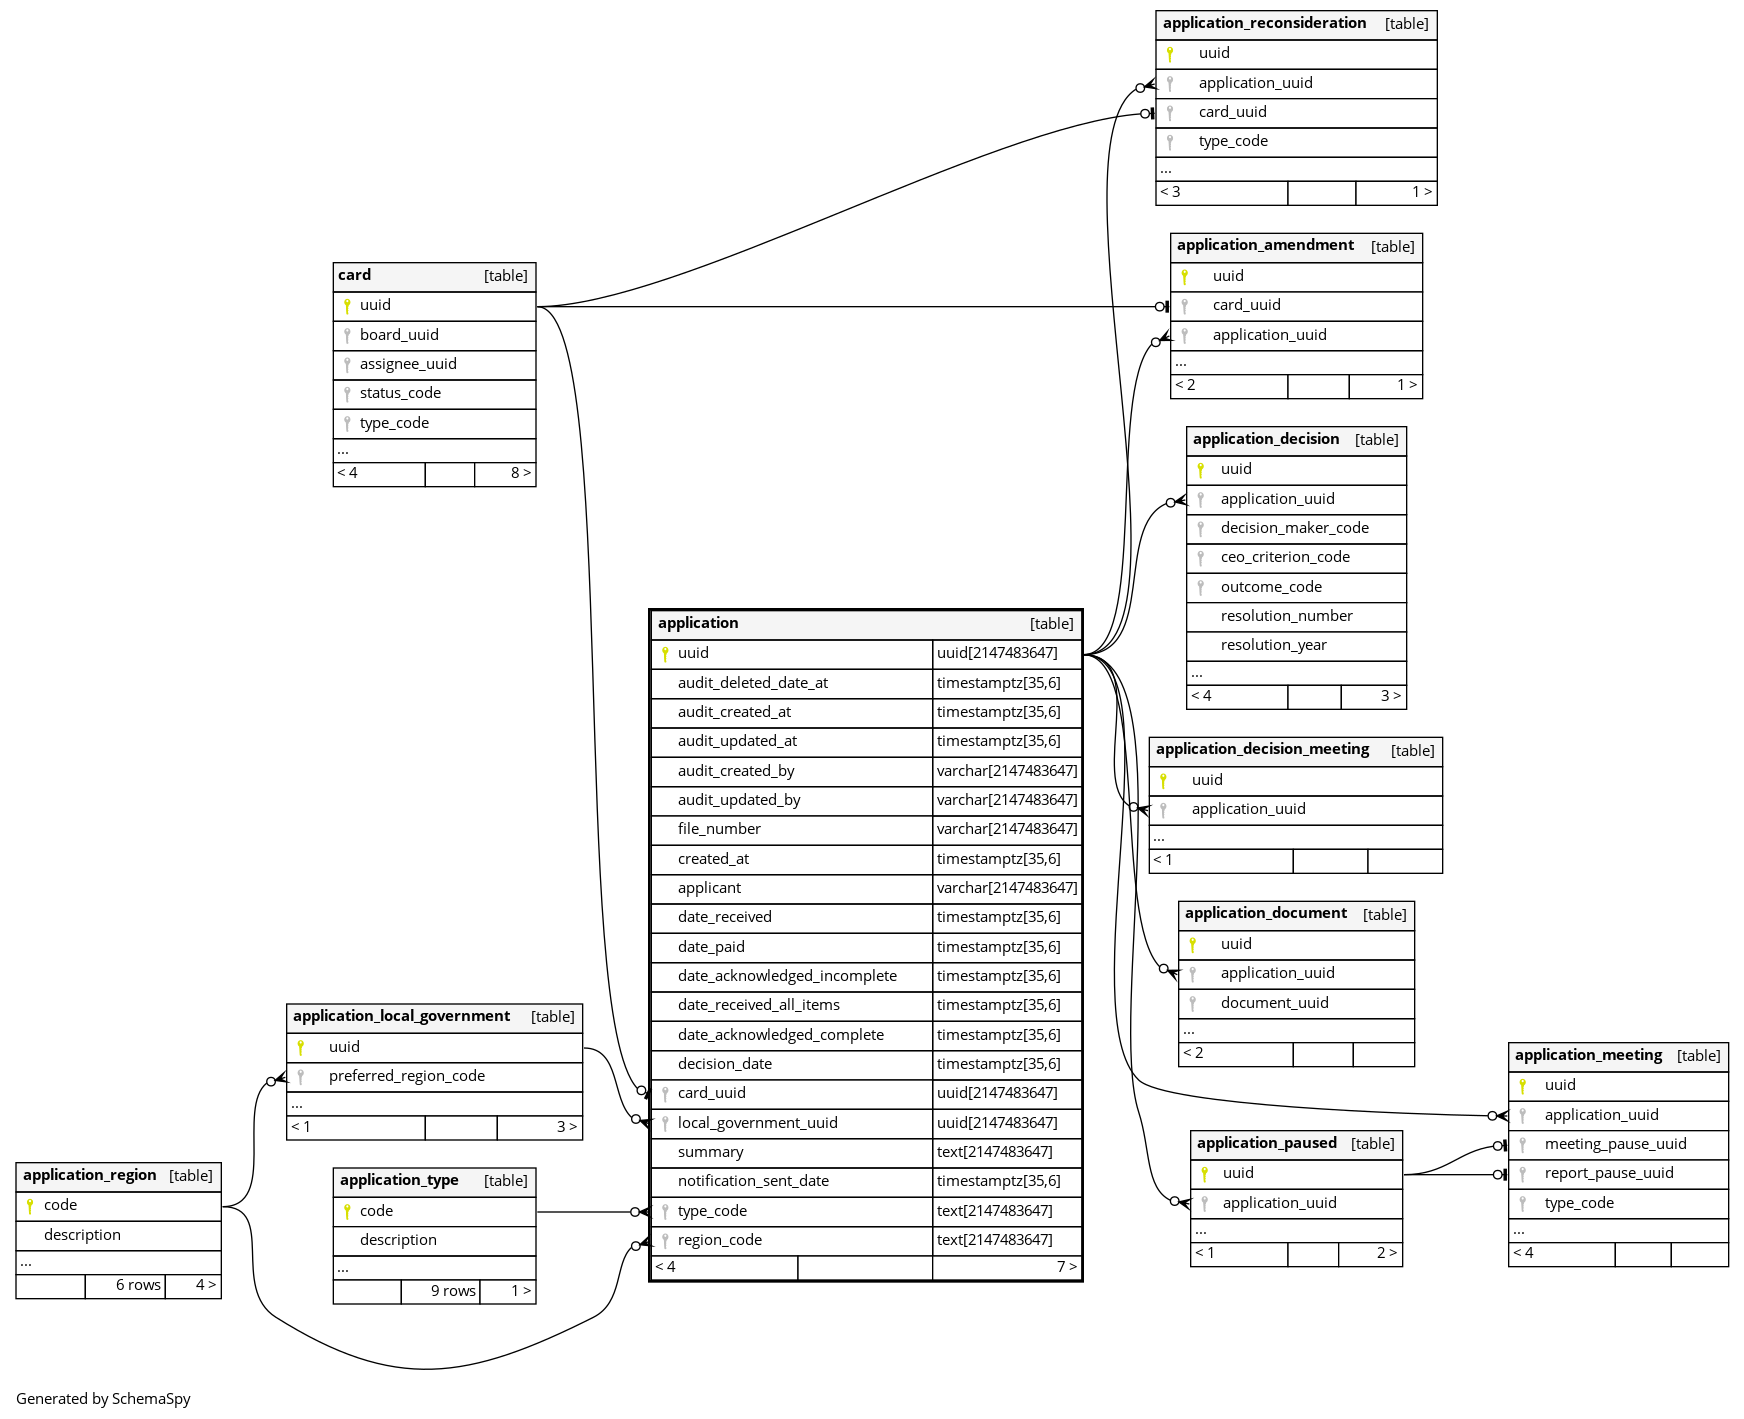 application_reconsideration [table]
uuid
application_uuid
card_uuid
type_code
...
< 3 1 >
application_amendment [table]
uuid
card_uuid
application_uuid
...
< 2 1 >
card [table]
uuid
board_uuid
assignee_uuid
status_code
type_code
...
< 4 8 >
application_decision [table]
uuid
application_uuid
decision_maker_code
ceo_criterion_code
outcome_code
resolution_number
resolution_year
...
< 4 3 >
application [table]
uuid uuid[2147483647]
audit_deleted_date_at timestamptz[35,6]
audit_created_at timestamptz[35,6]
audit_updated_at timestamptz[35,6]
audit_created_by varchar[2147483647]
audit_updated_by varchar[2147483647]
file_number varchar[2147483647]
created_at timestamptz[35,6]
applicant varchar[2147483647]
date_received timestamptz[35,6]
date_paid timestamptz[35,6]
date_acknowledged_incomplete timestamptz[35,6]
date_received_all_items timestamptz[35,6]
date_acknowledged_complete timestamptz[35,6]
decision_date timestamptz[35,6]
card_uuid uuid[2147483647]
local_government_uuid uuid[2147483647]
summary text[2147483647]
notification_sent_date timestamptz[35,6]
type_code text[2147483647]
region_code text[2147483647]
< 4 7 >
application_decision_meeting [table]
uuid
application_uuid
...
< 1
application_document [table]
uuid
application_uuid
document_uuid
...
< 2
application_local_government [table]
uuid
preferred_region_code
...
< 1 3 >
application_meeting [table]
uuid
application_uuid
meeting_pause_uuid
report_pause_uuid
type_code
...
< 4
application_paused [table]
uuid
application_uuid
...
< 1 2 >
application_region [table]
code
description
...
6 rows 4 >
application_type [table]
code
description
...
9 rows 1 >
Generated by SchemaSpy